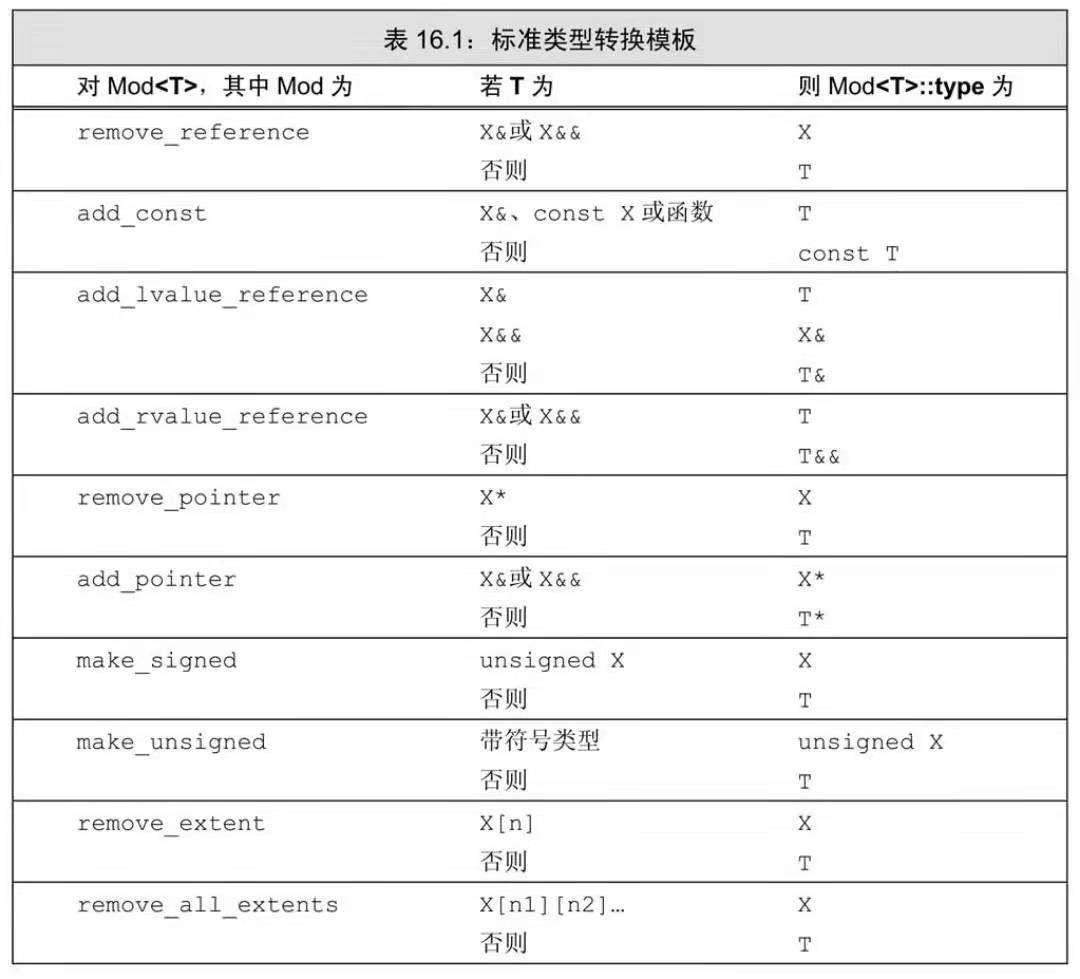 表 16.1：标准类型转换模板
对 Mod<T>，其中 Mod 为 若 T 为 则 Mod<T>::type 为
remove_reference X&或 X&& X
否则 T
add_const X&、const X 或函数 T
否则 const T
add_lvalue_reference X& T
X&& X&
否则 T&
add_rvalue_reference X&或 X&& T
否则 T&&
remove_pointer X* X
否则 T
add_pointer X&或 X&& X*
否则 T*
make_signed unsigned X X
否则 T
make_unsigned 带符号类型 unsigned X
否则 T
remove_extent X[n] X
否则 T
remove_all_extents X[n1][n2]… X
否则 T